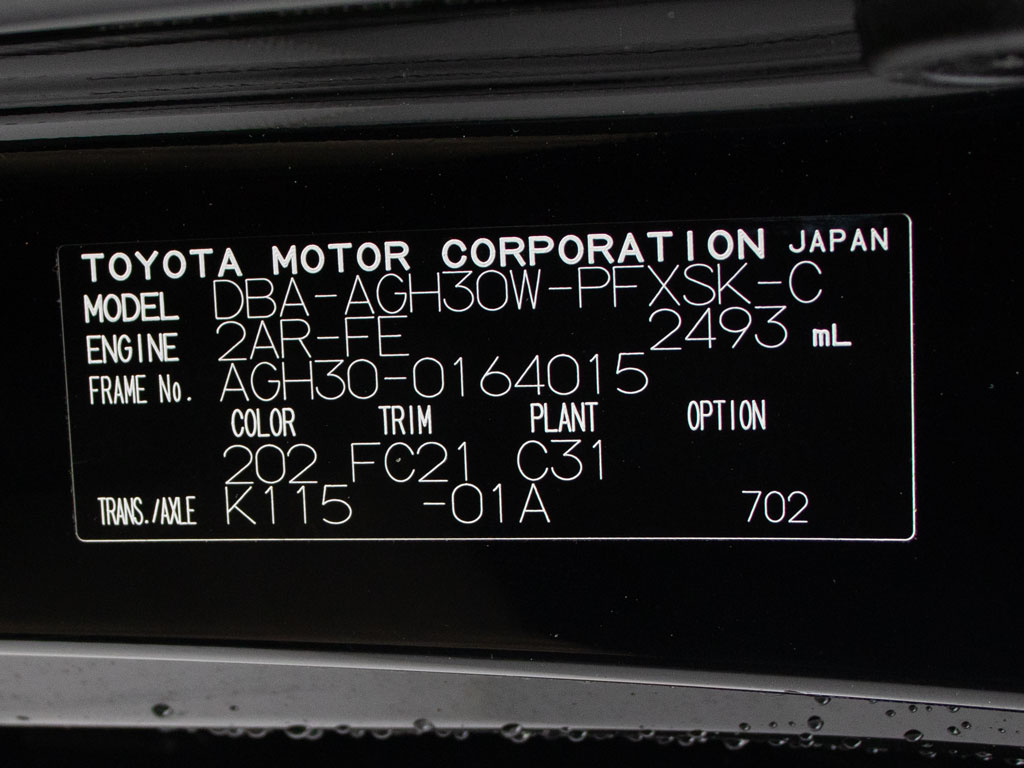 TOYOTA MOTOR CORPORATION JAPAN
MODEL DBA-AGH30W-PFXSK-C
ENGINE 2AR-FE 2493 mL
FRAME No. AGH30-0164015
COLOR TRIM PLANT OPTION
202 FC21 C31
TRANS./AXLE K115 -01A 702